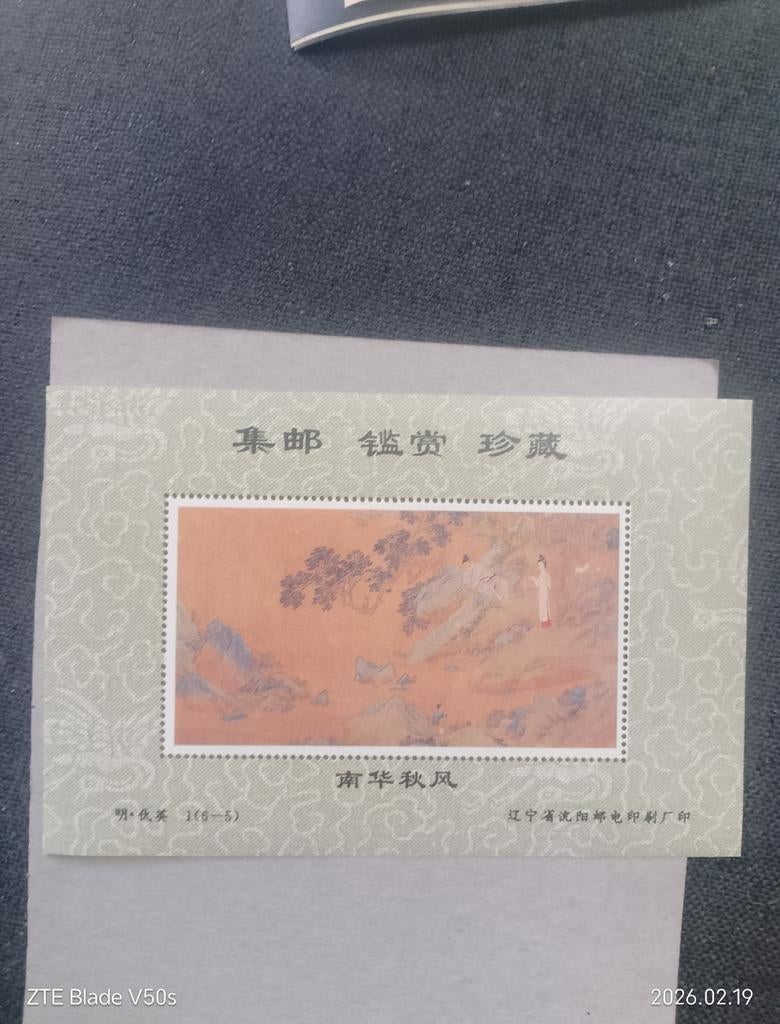 集邮 鉴赏 珍藏
南华秋风
明·仇英 1(6—5)
辽宁省沈阳邮电印刷厂印
ZTE Blade V50s
2026.02.19